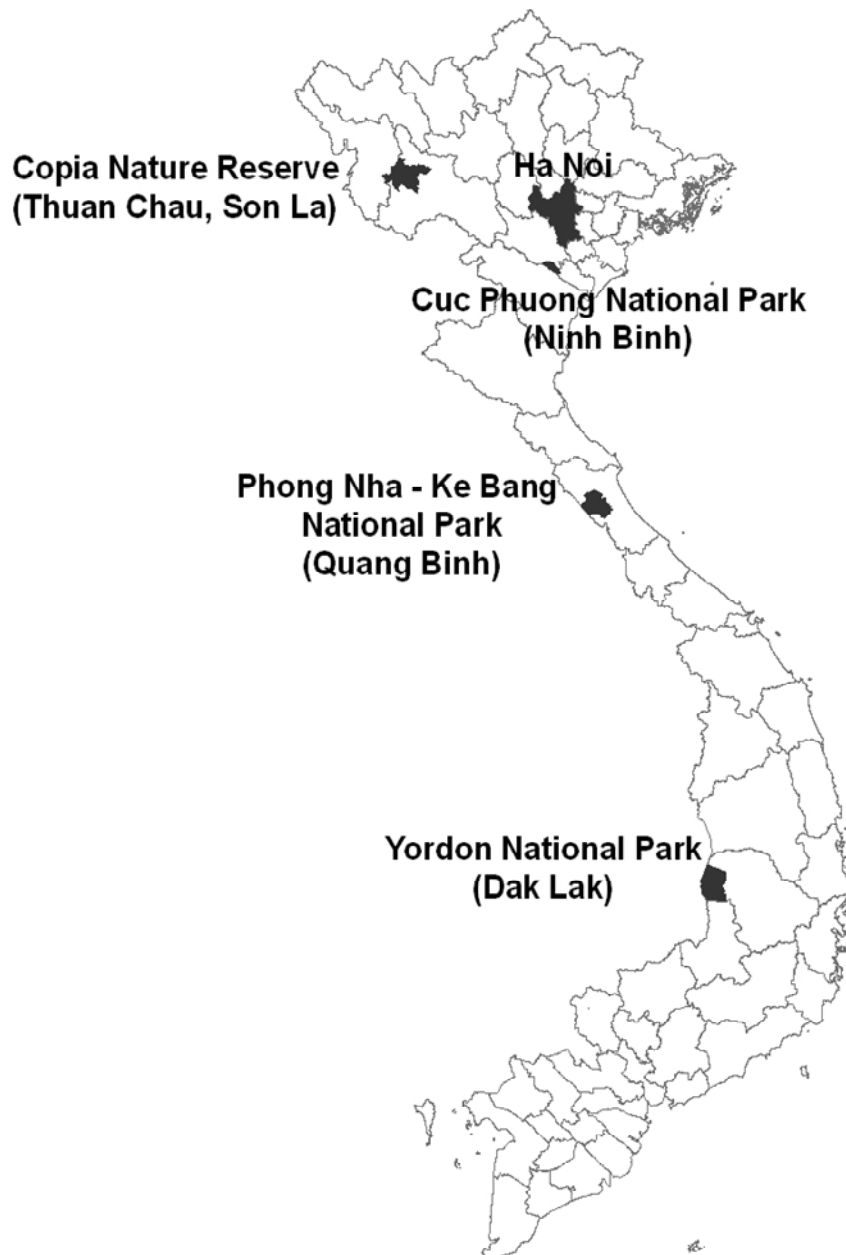 Copia Nature Reserve
(Thuan Chau, Son La)
Ha Noi
Cuc Phuong National Park
(Ninh Binh)
Phong Nha - Ke Bang
National Park
(Quang Binh)
Yordon National Park
(Dak Lak)